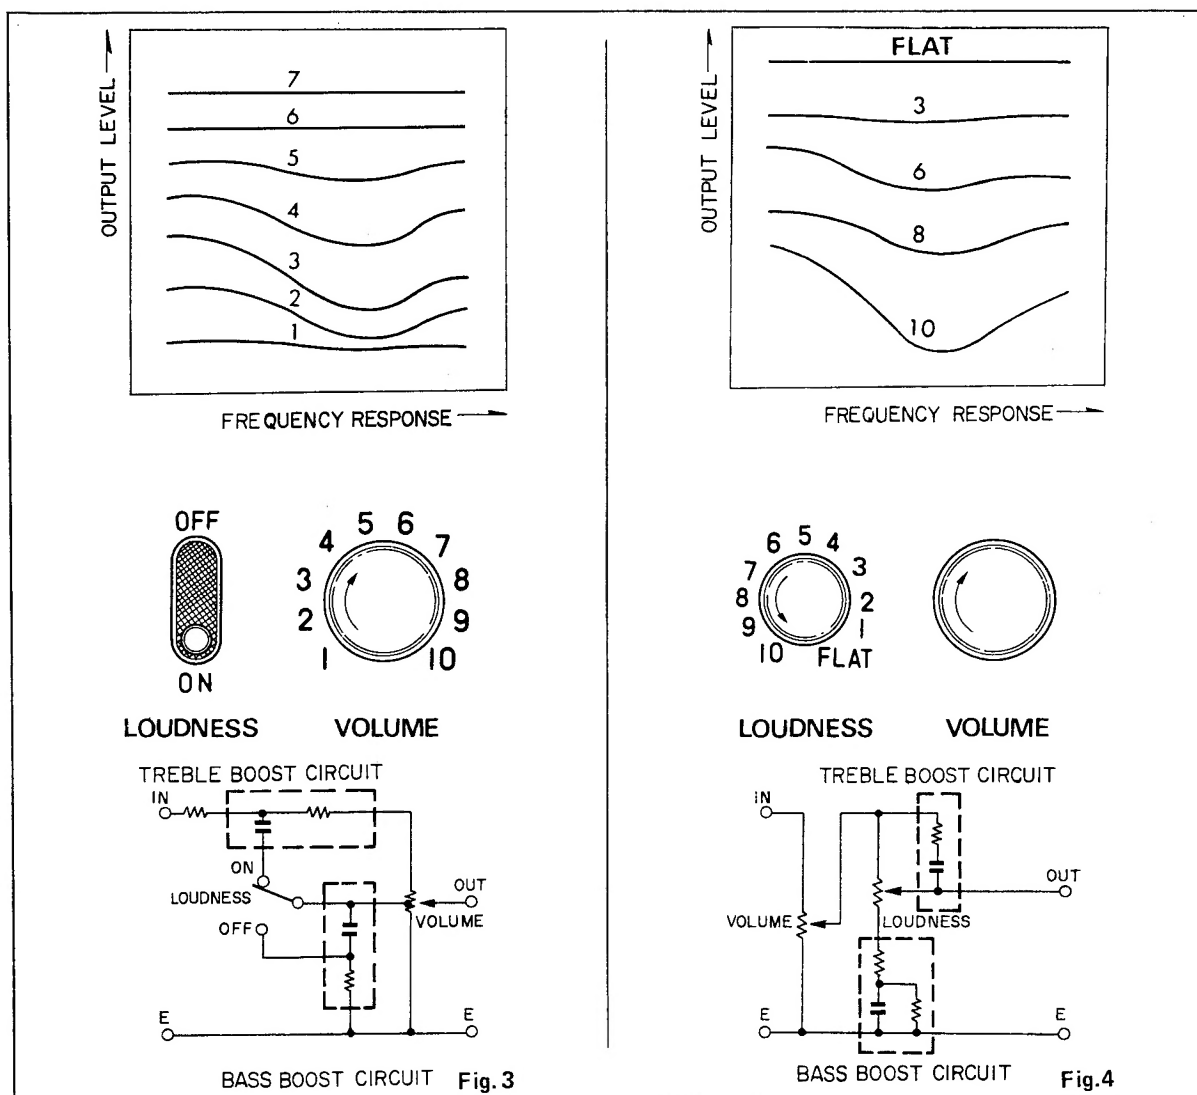 OUTPUT LEVEL
7
6
5
4
3
2
1
FREQUENCY RESPONSE
OFF
ON
1
2
3
4
5
6
7
8
9
10
LOUDNESS VOLUME
TREBLE BOOST CIRCUIT
IN
ON
LOUDNESS
OUT
VOLUME
OFF
E
E
BASS BOOST CIRCUIT Fig.3
OUTPUT LEVEL
FLAT
3
6
8
10
FREQUENCY RESPONSE
10
9
8
7
6
5
4
3
2
1
FLAT
LOUDNESS VOLUME
TREBLE BOOST CIRCUIT
IN
OUT
VOLUME
LOUDNESS
E
E
BASS BOOST CIRCUIT Fig.4